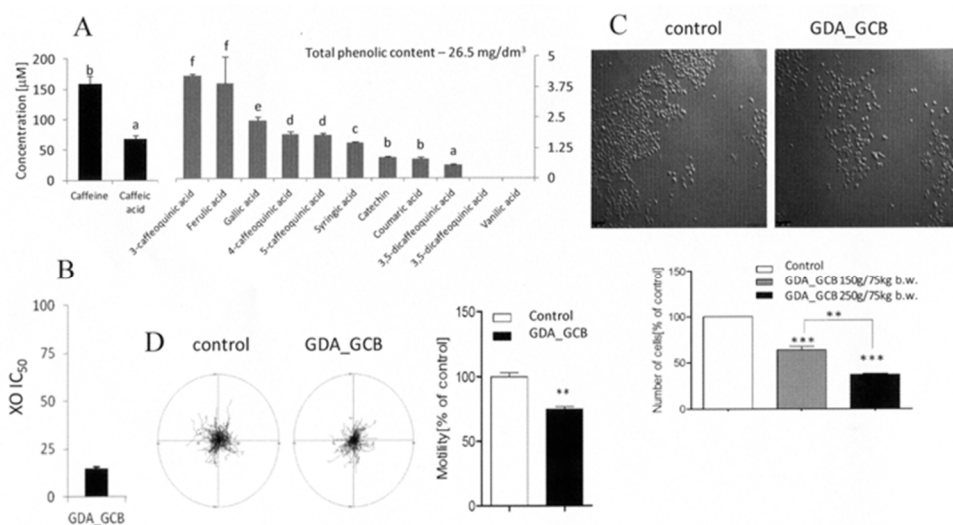 A
Total phenolic content – 26.5 mg/dm³
Concentration [µM]
200
150
100
50
0
b
a
f
f
e
d
d
c
b
b
a
5
3.75
2.5
1.25
0
Caffeine
Caffeic
acid
3-caffeoquinic acid
Ferulic acid
Gallic acid
4-caffeoquinic acid
5-caffeoquinic acid
Syringic acid
Catechin
Coumaric acid
3,5-dicaffeoquinic acid
3,5-dicaffeoquinic acid
Vanilic acid
B
XO IC50
100
75
50
25
0
GDA_GCB
C
control
GDA_GCB
Control
GDA_GCB 150g/75kg b.w.
GDA_GCB 250g/75kg b.w.
Number of cells[% of control]
150
100
50
0
**
***
***
D
control
GDA_GCB
Control
GDA_GCB
Motility[% of control]
150
100
50
0
**